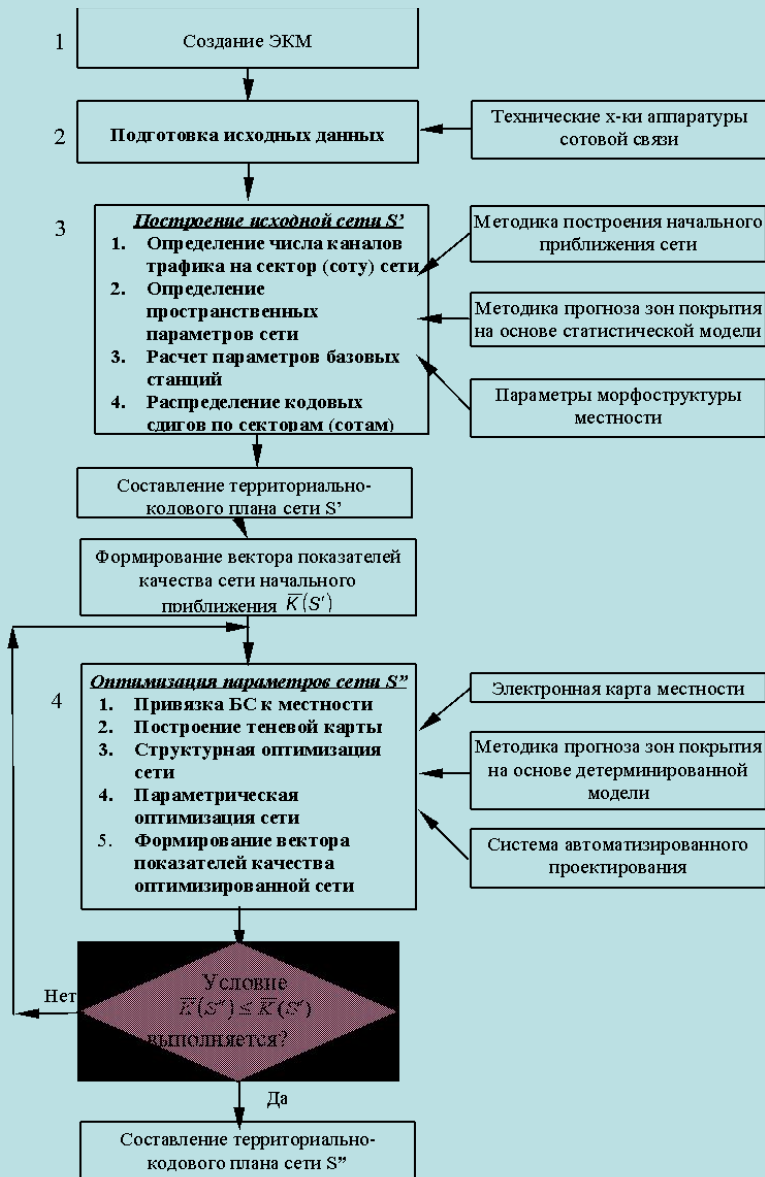 1
Создание ЭКМ
2
Подготовка исходных данных
Технические х-ки аппаратуры
сотовой связи
3
Построение исходной сети S’
1. Определение числа каналов
трафика на сектор (соту) сети
2. Определение
пространственных
параметров сети
3. Расчет параметров базовых
станций
4. Распределение кодовых
сдигов по секторам (сотам)
Методика построения начального
приближения сети
Методика прогноза зон покрытия
на основе статистической модели
Параметры морфоструктуры
местности
Составление территориально-
кодового плана сети S’
Формирование вектора показателей
качества сети начального
приближения K̅(S′)
4
Оптимизация параметров сети S”
1. Привязка БС к местности
2. Построение теневой карты
3. Структурная оптимизация
сети
4. Параметрическая
оптимизация сети
5. Формирование вектора
показателей качества
оптимизированной сети
Электронная карта местности
Методика прогноза зон покрытия
на основе детерминированной
модели
Система автоматизированного
проектирования
Условие
K̅(S″) ≤ K̅(S′)
выполняется?
Нет
Да
Составление территориально-
кодового плана сети S”